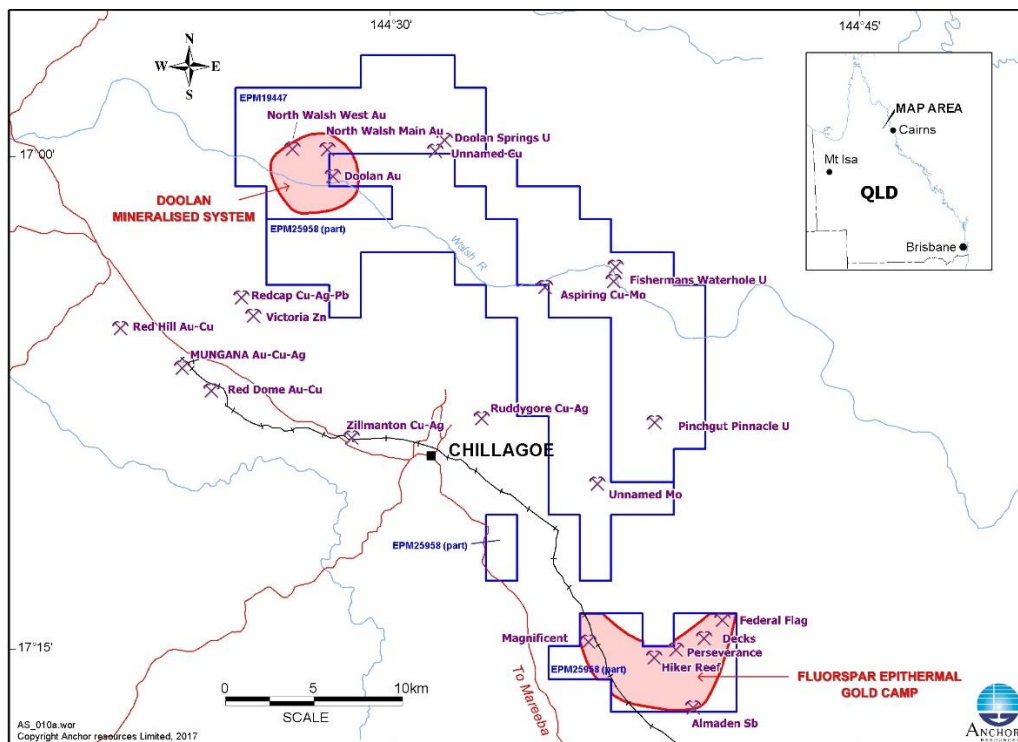 144°30'
144°45'
N
W
E
S
EPM19447
North Walsh West Au
North Walsh Main Au
Doolan Springs U
Unnamed Cu
17°00'
Doolan Au
DOOLAN
MINERALISED SYSTEM
EPM25958 (part)
Walsh R
MAP AREA
Cairns
Mt Isa
QLD
Brisbane
Fishermans Waterhole U
Aspiring Cu-Mo
Redcap Cu-Ag-Pb
Victoria Zn
Red Hill Au-Cu
MUNGANA Au-Cu-Ag
Red Dome Au-Cu
Ruddygore Cu-Ag
Zillmanton Cu-Ag
Pinchgut Pinnacle U
CHILLAGOE
Unnamed Mo
EPM25958 (part)
Federal Flag
17°15'
Magnificent
Decks
Perseverance
Hiker Reef
EPM25958 (part)
FLUORSPAR EPITHERMAL
GOLD CAMP
To Mareeba
Almaden Sb
0
5
10km
SCALE
AS_010a.wor
Copyright Anchor resources Limited, 2017
ANCHOR
RESOURCES